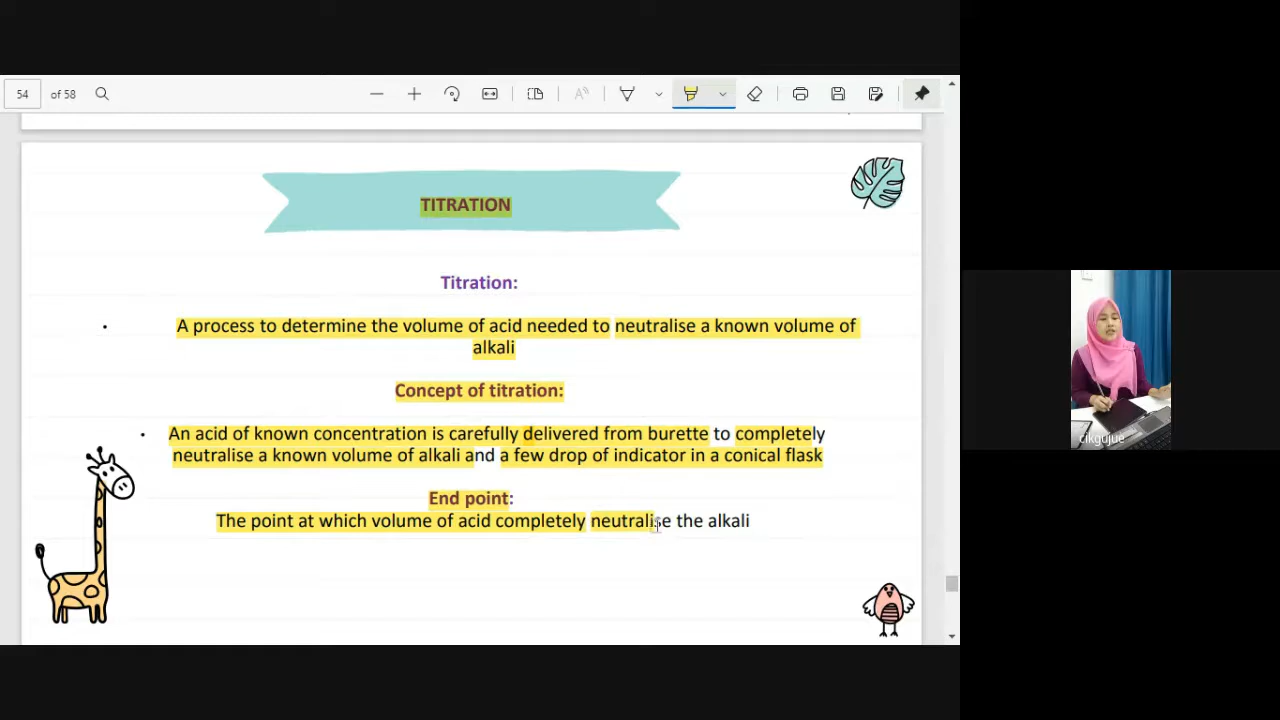 54 of 58
TITRATION
Titration:
• A process to determine the volume of acid needed to neutralise a known volume of
alkali
Concept of titration:
• An acid of known concentration is carefully delivered from burette to completely
neutralise a known volume of alkali and a few drop of indicator in a conical flask
End point:
The point at which volume of acid completely neutralise the alkali
cikgujue